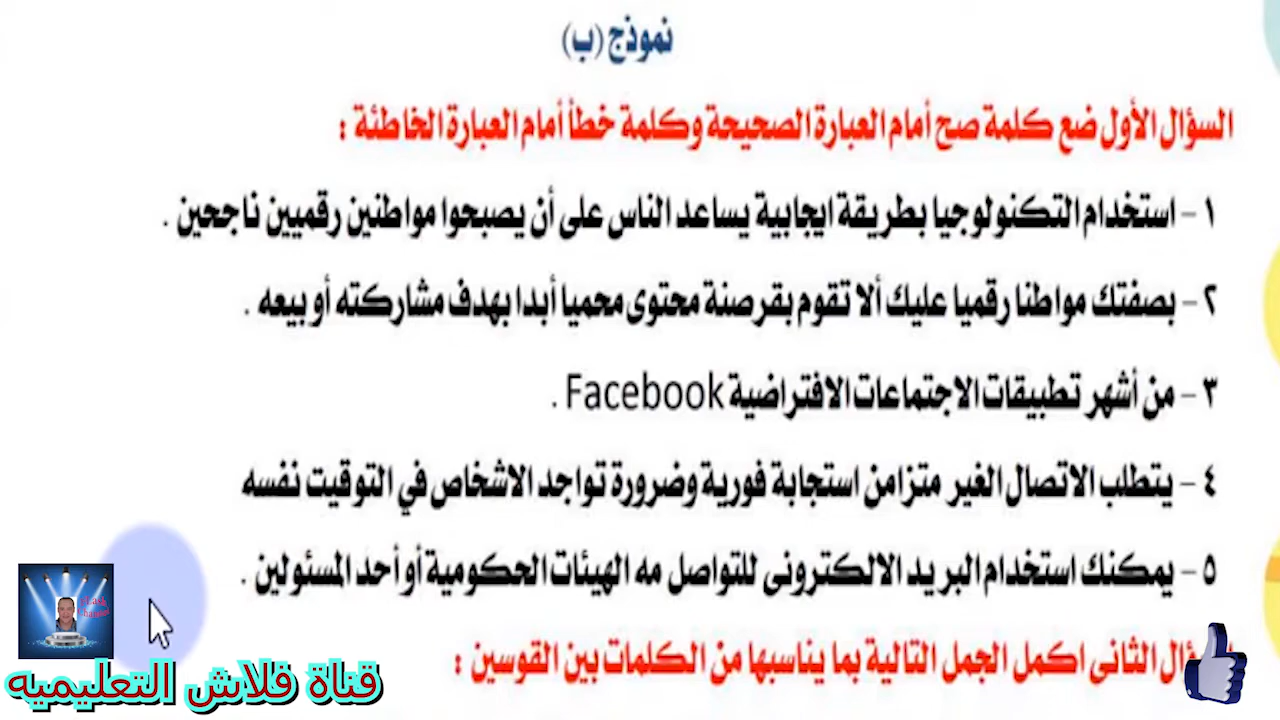 نموذج (ب)
السؤال الأول ضع كلمة صح أمام العبارة الصحيحة وكلمة خطأ أمام العبارة الخاطئة :
١ – استخدام التكنولوجيا بطريقة ايجابية يساعد الناس على أن يصبحوا مواطنين رقميين ناجحين .
٢ – بصفتك مواطنا رقميا عليك ألا تقوم بقرصنة محتوى محميا أبدا بهدف مشاركته أو بيعه .
٣ – من أشهر تطبيقات الاجتماعات الافتراضية Facebook .
٤ – يتطلب الاتصال الغير متزامن استجابة فورية وضرورة تواجد الاشخاص في التوقيت نفسه
٥ – يمكنك استخدام البريد الالكترونى للتواصل مه الهيئات الحكومية أو أحد المسئولين .
ؤال الثانى اكمل الجمل التالية بما يناسبها من الكلمات بين القوسين :
قناة فلاش التعليميه